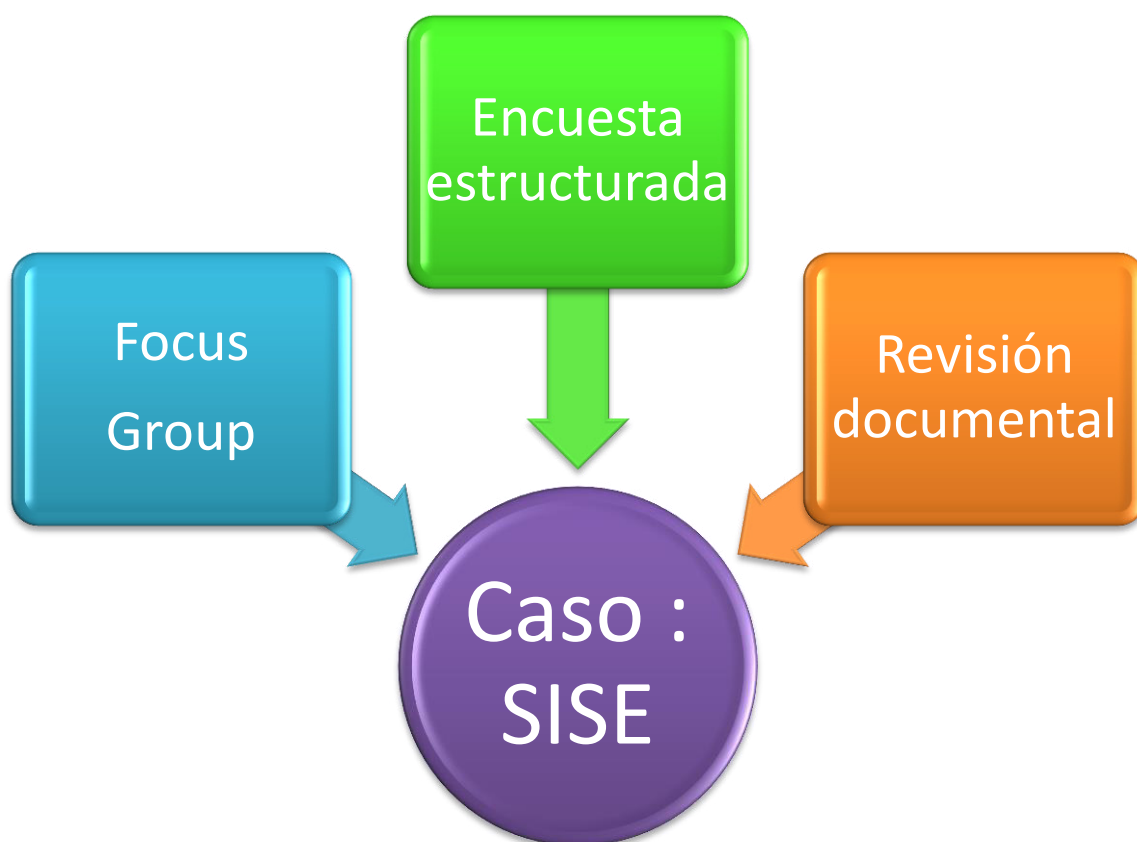 Encuesta
estructurada
Focus
Group
Revisión
documental
Caso :
SISE